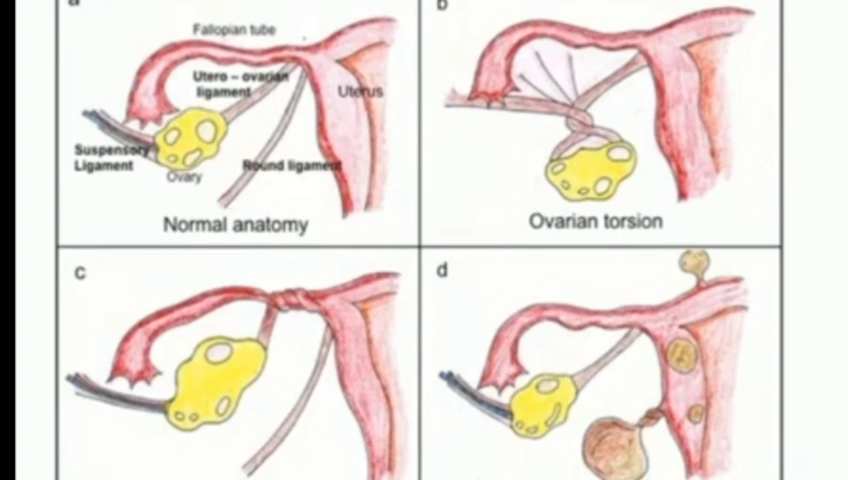 a
b
Fallopian tube
Utero – ovarian
ligament
Uterus
Suspensory
Ligament
Round ligament
Ovary
Normal anatomy
Ovarian torsion
c
d